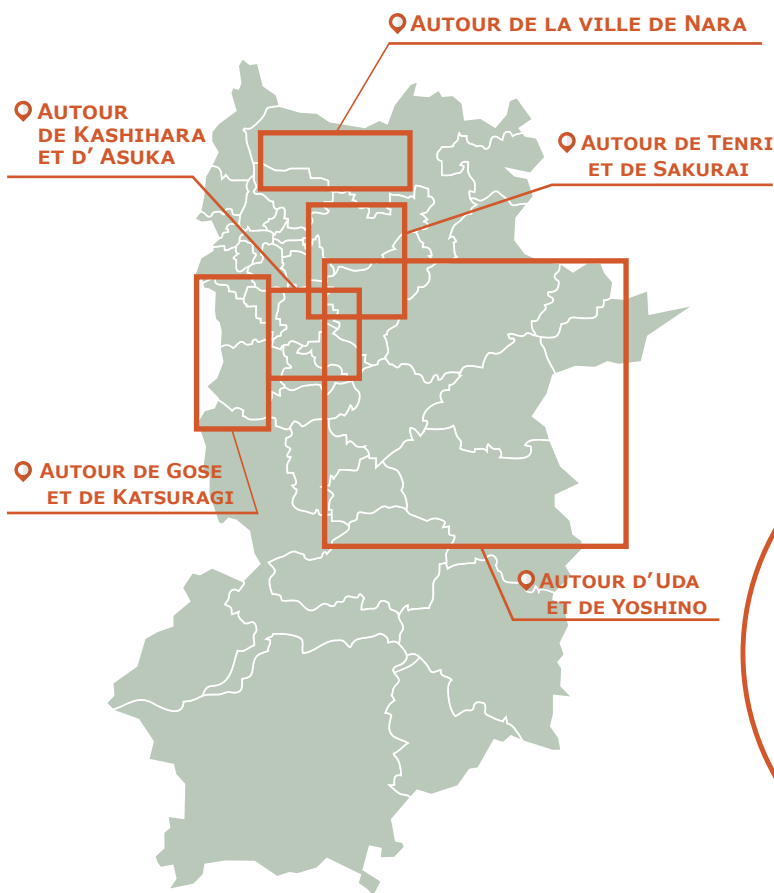 AUTOUR DE LA VILLE DE NARA
AUTOUR
DE KASHIHARA
ET D' ASUKA
AUTOUR DE TENRI
ET DE SAKURAI
AUTOUR DE GOSE
ET DE KATSURAGI
AUTOUR D'UDA
ET DE YOSHINO